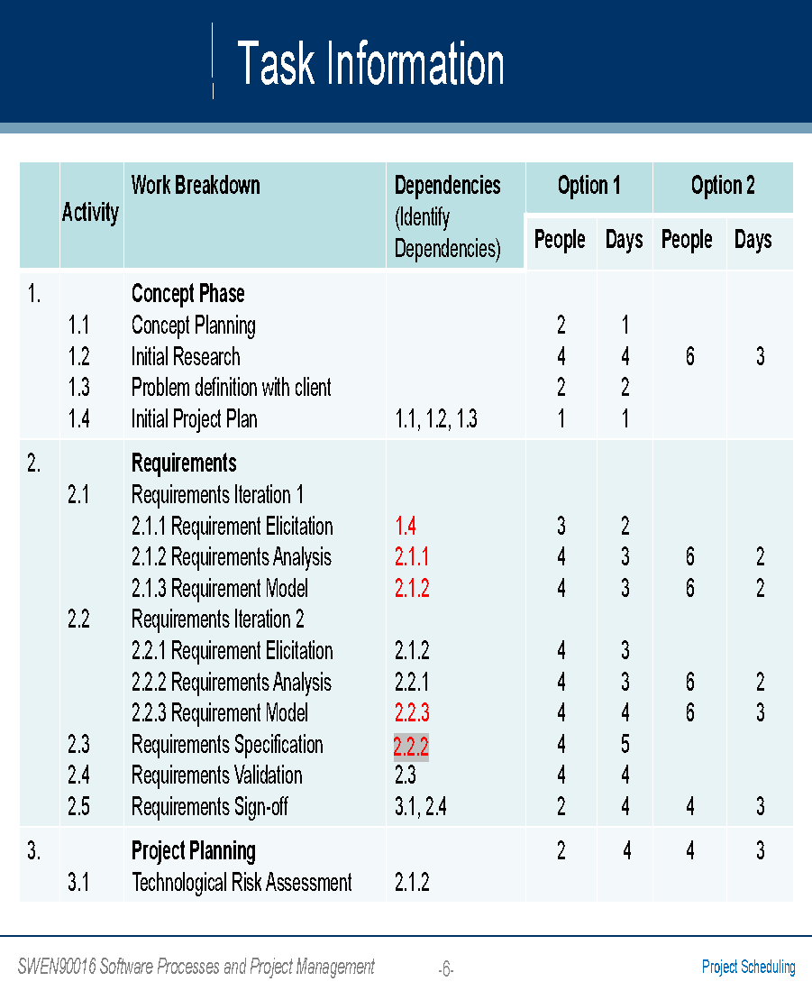 Task Information
Activity Work Breakdown Dependencies (Identify Dependencies) Option 1 Option 2
People Days People Days
1. Concept Phase
1.1 Concept Planning 2 1
1.2 Initial Research 4 4 6 3
1.3 Problem definition with client 2 2
1.4 Initial Project Plan 1.1, 1.2, 1.3 1 1
2. Requirements
2.1 Requirements Iteration 1
2.1.1 Requirement Elicitation 1.4 3 2
2.1.2 Requirements Analysis 2.1.1 4 3 6 2
2.1.3 Requirement Model 2.1.2 4 3 6 2
2.2 Requirements Iteration 2
2.2.1 Requirement Elicitation 2.1.2 4 3
2.2.2 Requirements Analysis 2.2.1 4 3 6 2
2.2.3 Requirement Model 2.2.3 4 4 6 3
2.3 Requirements Specification 2.2.2 4 5
2.4 Requirements Validation 2.3 4 4
2.5 Requirements Sign-off 3.1, 2.4 2 4 4 3
3. Project Planning 2 4 4 3
3.1 Technological Risk Assessment 2.1.2
SWEN90016 Software Processes and Project Management -6- Project Scheduling